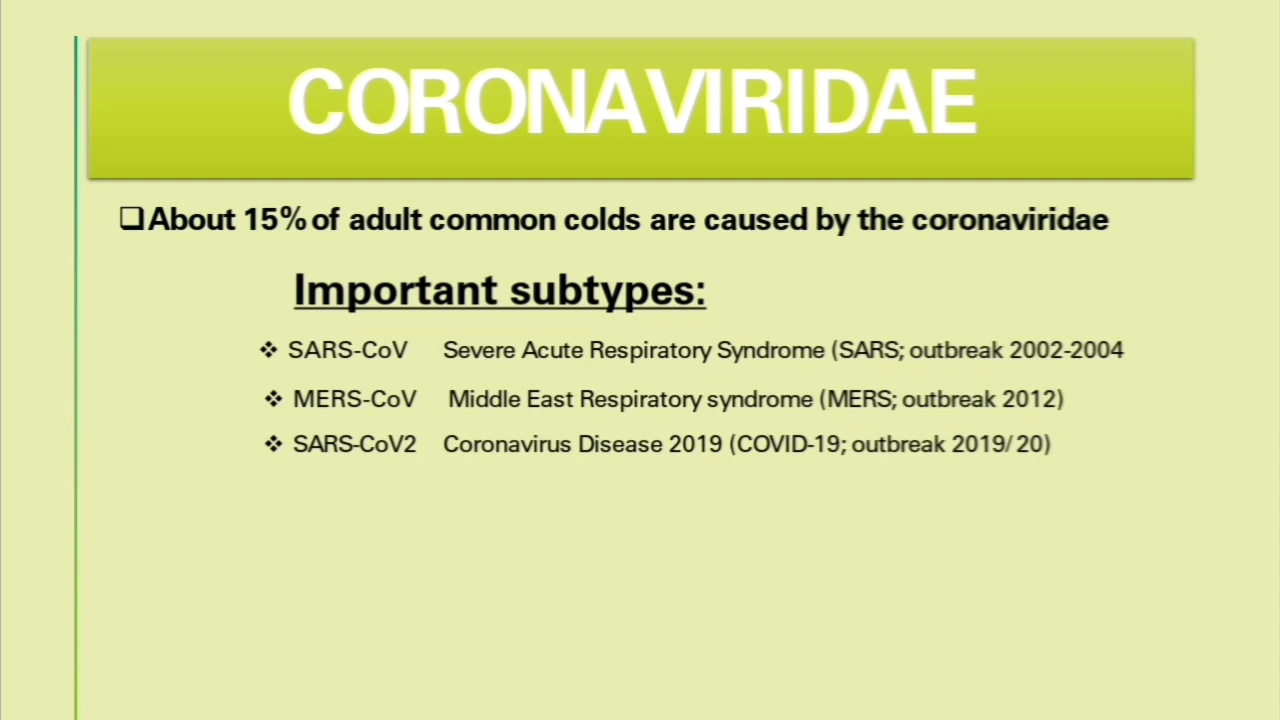 CORONAVIRIDAE
❑About 15% of adult common colds are caused by the coronaviridae
Important subtypes:
❖ SARS-CoV Severe Acute Respiratory Syndrome (SARS; outbreak 2002-2004
❖ MERS-CoV Middle East Respiratory syndrome (MERS; outbreak 2012)
❖ SARS-CoV2 Coronavirus Disease 2019 (COVID-19; outbreak 2019/ 20)